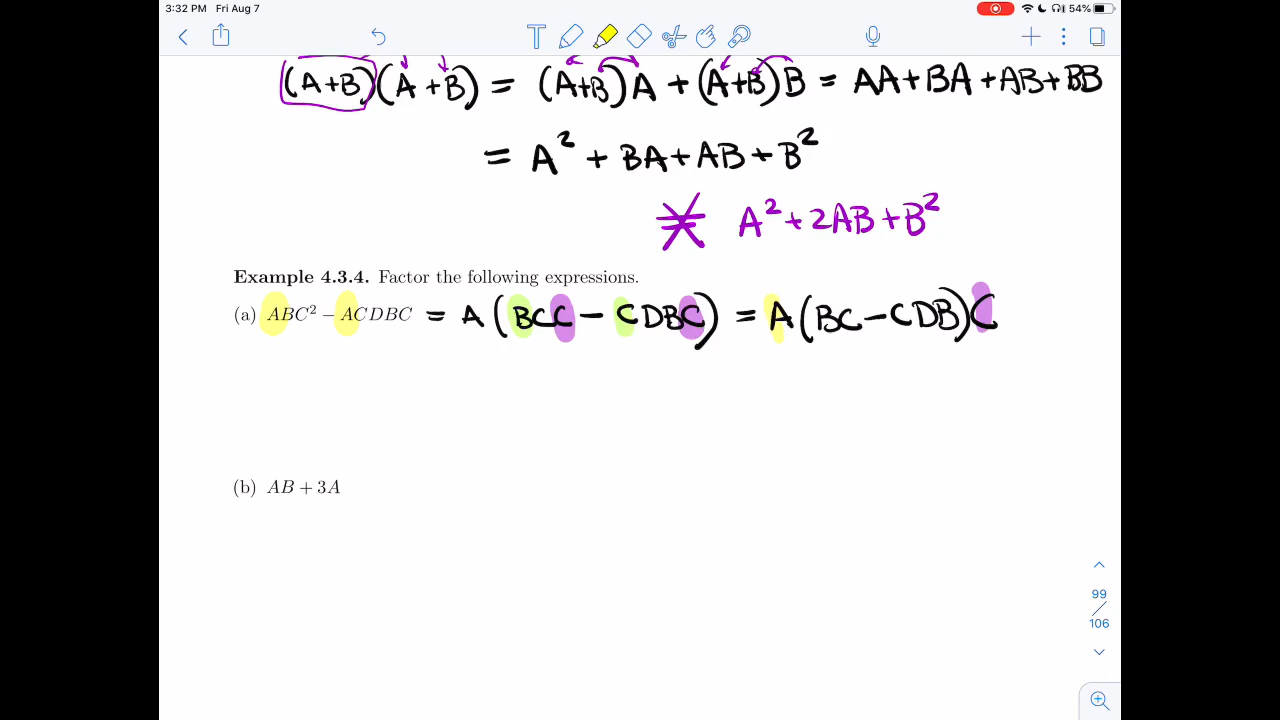 3:32 PM Fri Aug 7 54%
(A+B)(A+B) = (A+B)A + (A+B)B = AA+BA+AB+BB
= A² + BA+AB+B²
≠ A²+2AB+B²
Example 4.3.4. Factor the following expressions.
(a) ABC² − ACDBC = A(BCC − CDBC) = A(BC−CDB)C
(b) AB + 3A
99
106